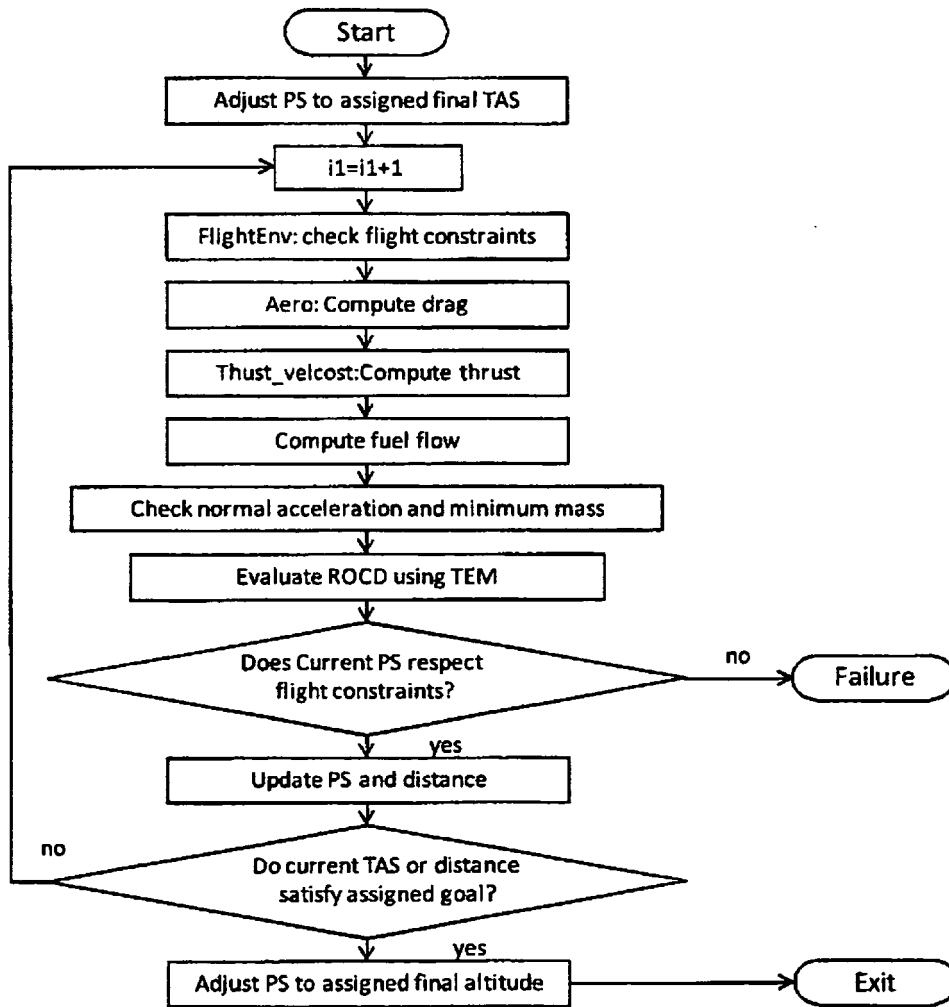 Start
Adjust PS to assigned final TAS
i1=i1+1
FlightEnv: check flight constraints
Aero: Compute drag
Thust_velcost:Compute thrust
Compute fuel flow
Check normal acceleration and minimum mass
Evaluate ROCD using TEM
Does Current PS respect
flight constraints?
no
Failure
yes
Update PS and distance
no
Do current TAS or distance
satisfy assigned goal?
yes
Adjust PS to assigned final altitude
Exit